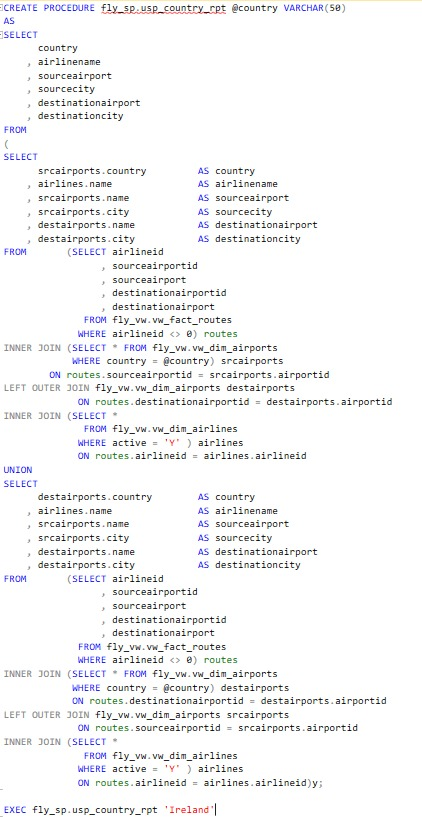 CREATE PROCEDURE fly_sp.usp_country_rpt @country VARCHAR(50)
AS
SELECT
country
, airlinename
, sourceairport
, sourcecity
, destinationairport
, destinationcity
FROM
(
SELECT
srcairports.country AS country
, airlines.name AS airlinename
, srcairports.name AS sourceairport
, srcairports.city AS sourcecity
, destairports.name AS destinationairport
, destairports.city AS destinationcity
FROM (SELECT airlineid
, sourceairportid
, sourceairport
, destinationairportid
, destinationairport
FROM fly_vw.vw_fact_routes
WHERE airlineid <> 0) routes
INNER JOIN (SELECT * FROM fly_vw.vw_dim_airports
WHERE country = @country) srcairports
ON routes.sourceairportid = srcairports.airportid
LEFT OUTER JOIN fly_vw.vw_dim_airports destairports
ON routes.destinationairportid = destairports.airportid
INNER JOIN (SELECT *
FROM fly_vw.vw_dim_airlines
WHERE active = 'Y' ) airlines
ON routes.airlineid = airlines.airlineid
UNION
SELECT
destairports.country AS country
, airlines.name AS airlinename
, srcairports.name AS sourceairport
, srcairports.city AS sourcecity
, destairports.name AS destinationairport
, destairports.city AS destinationcity
FROM (SELECT airlineid
, sourceairportid
, sourceairport
, destinationairportid
, destinationairport
FROM fly_vw.vw_fact_routes
WHERE airlineid <> 0) routes
INNER JOIN (SELECT * FROM fly_vw.vw_dim_airports
WHERE country = @country) destairports
ON routes.destinationairportid = destairports.airportid
LEFT OUTER JOIN fly_vw.vw_dim_airports srcairports
ON routes.sourceairportid = srcairports.airportid
INNER JOIN (SELECT *
FROM fly_vw.vw_dim_airlines
WHERE active = 'Y' ) airlines
ON routes.airlineid = airlines.airlineid)y;
EXEC fly_sp.usp_country_rpt 'Ireland'